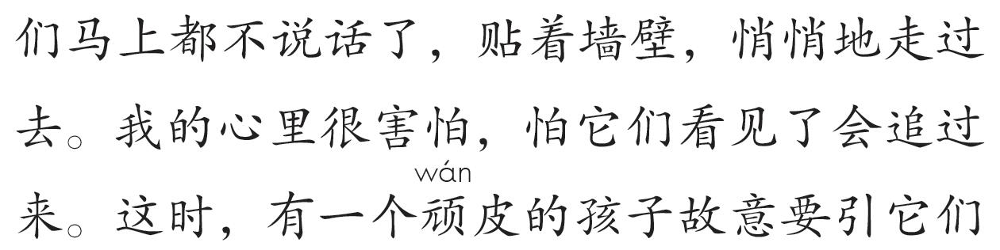 们马上都不说话了，贴着墙壁，悄悄地走过
去。我的心里很害怕，怕它们看见了会追过
wán
来。这时，有一个顽皮的孩子故意要引它们